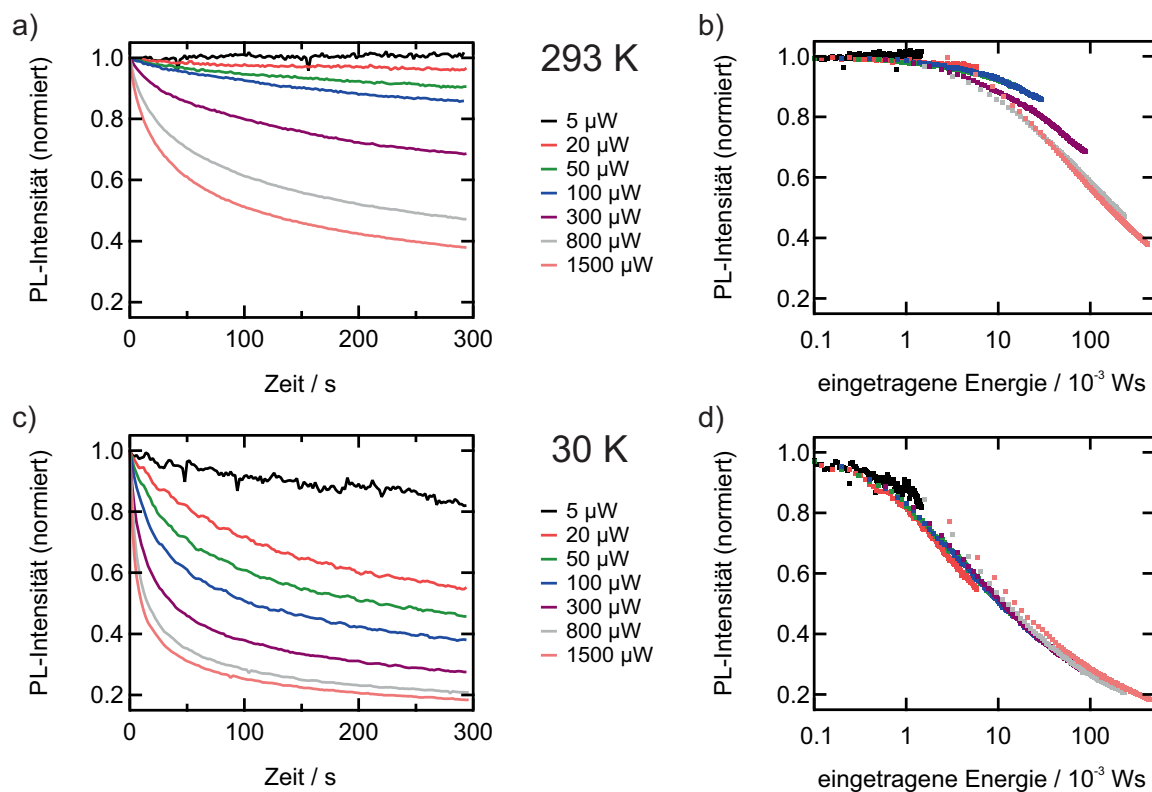 a)
PL-Intensität (normiert)
1.0
0.8
0.6
0.4
0.2
0
100
200
300
Zeit / s
293 K
5 µW
20 µW
50 µW
100 µW
300 µW
800 µW
1500 µW
b)
PL-Intensität (normiert)
1.0
0.8
0.6
0.4
0.2
0.1
1
10
100
eingetragene Energie / 10⁻³ Ws
c)
PL-Intensität (normiert)
1.0
0.8
0.6
0.4
0.2
0
100
200
300
Zeit / s
30 K
5 µW
20 µW
50 µW
100 µW
300 µW
800 µW
1500 µW
d)
PL-Intensität (normiert)
1.0
0.8
0.6
0.4
0.2
0.1
1
10
100
eingetragene Energie / 10⁻³ Ws